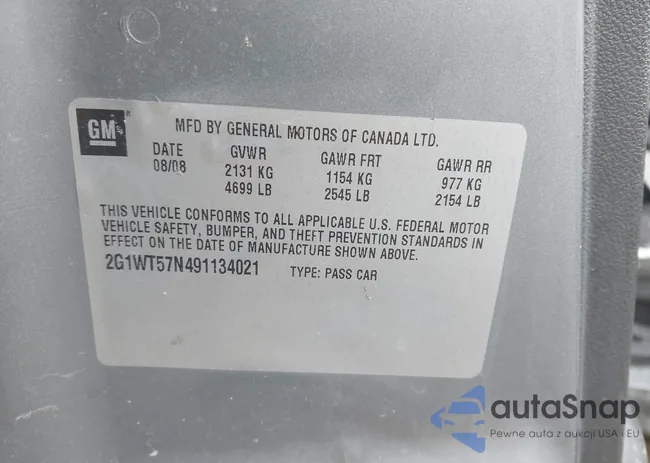 GM
MFD BY GENERAL MOTORS OF CANADA LTD.
DATE GVWR GAWR FRT GAWR RR
08/08 2131 KG 1154 KG 977 KG
4699 LB 2545 LB 2154 LB
THIS VEHICLE CONFORMS TO ALL APPLICABLE U.S. FEDERAL MOTOR
VEHICLE SAFETY, BUMPER, AND THEFT PREVENTION STANDARDS IN
EFFECT ON THE DATE OF MANUFACTURE SHOWN ABOVE.
2G1WT57N491134021 TYPE: PASS CAR
autaSnap
Pewne auta z aukcji USA i EU